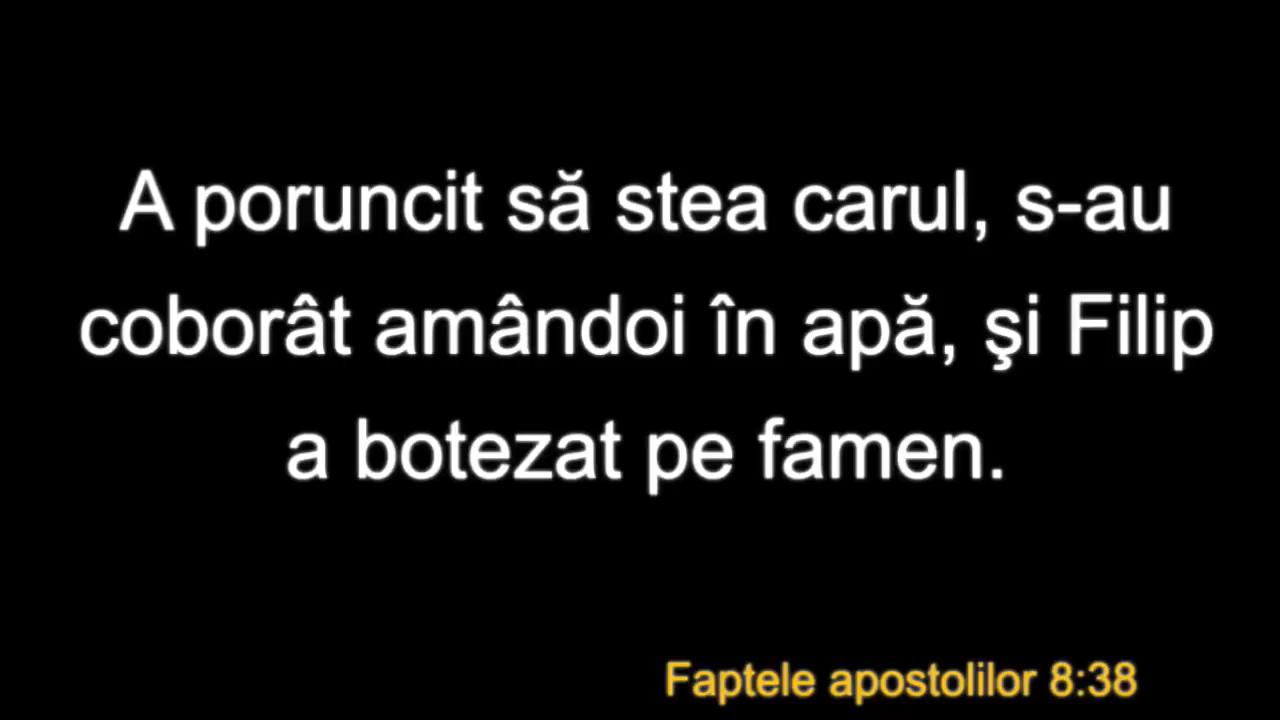 A poruncit să stea carul, s-au
coborât amândoi în apă, şi Filip
a botezat pe famen.
Faptele apostolilor 8:38